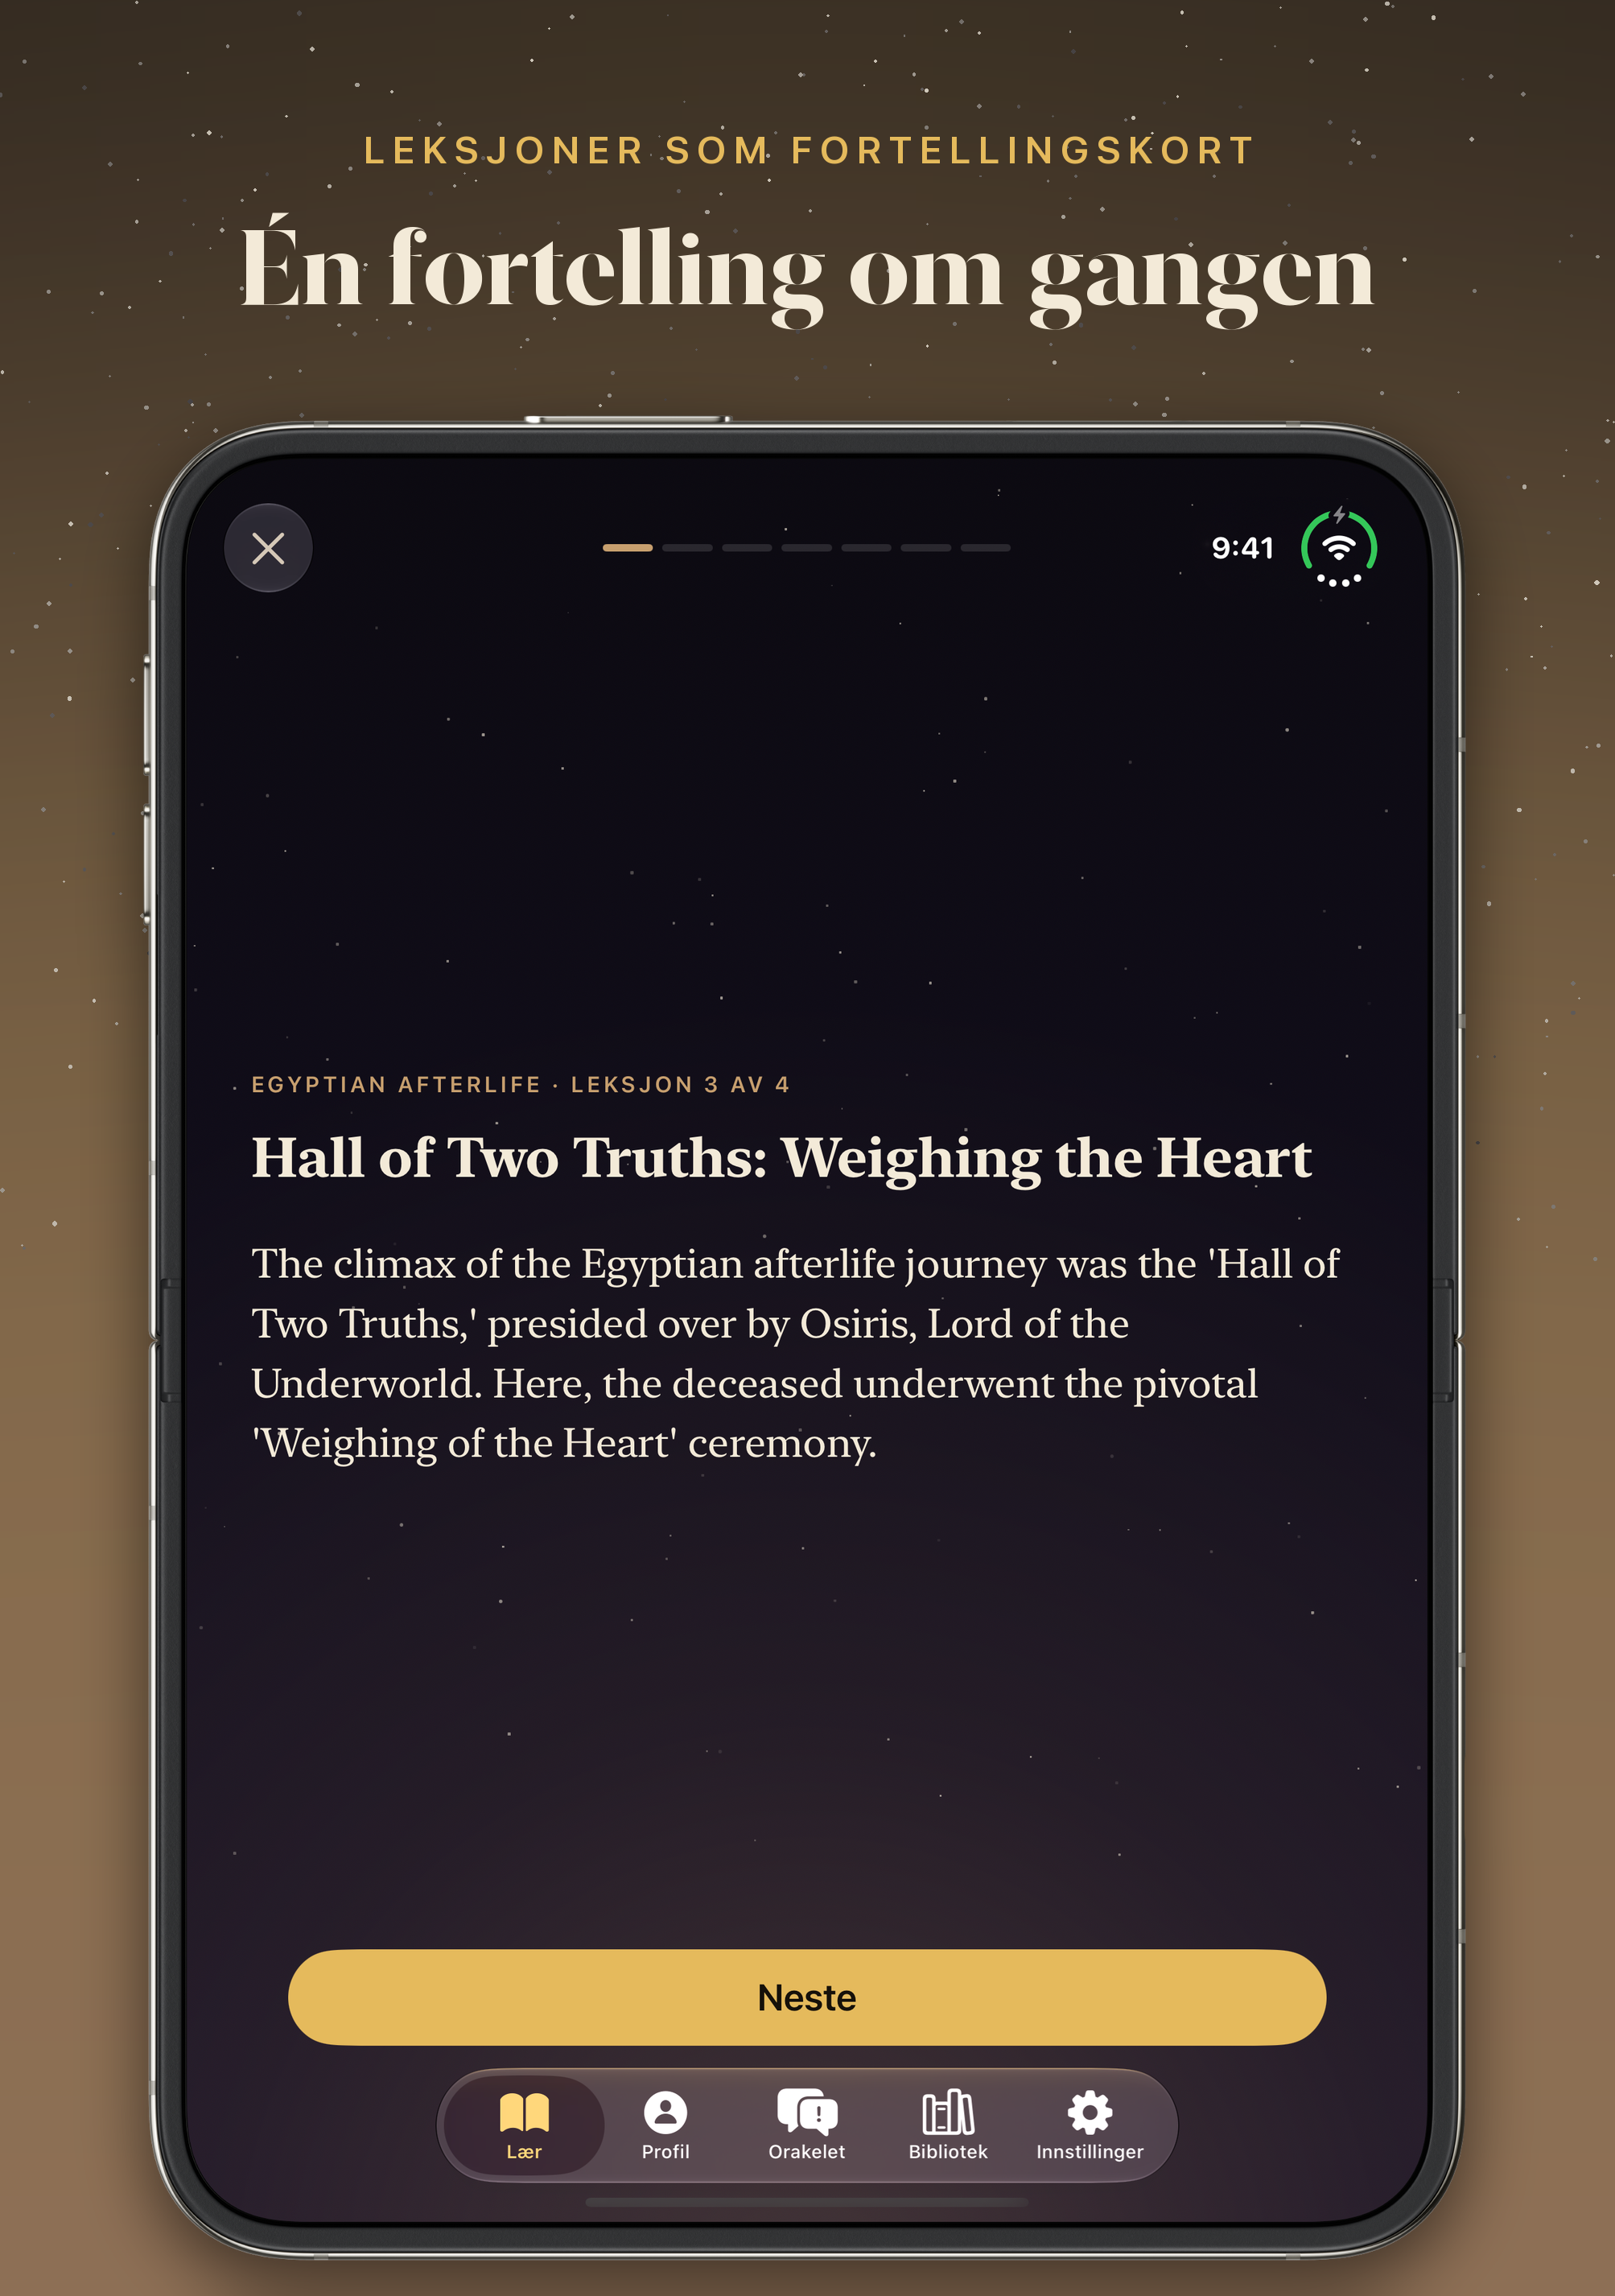 LEKSJONER SOM FORTELLINGSKORT
Én fortelling om gangen
9:41
EGYPTIAN AFTERLIFE · LEKSJON 3 AV 4
Hall of Two Truths: Weighing the Heart
The climax of the Egyptian afterlife journey was the 'Hall of
Two Truths,' presided over by Osiris, Lord of the
Underworld. Here, the deceased underwent the pivotal
'Weighing of the Heart' ceremony.
Neste
Lær
Profil
Orakelet
Bibliotek
Innstillinger